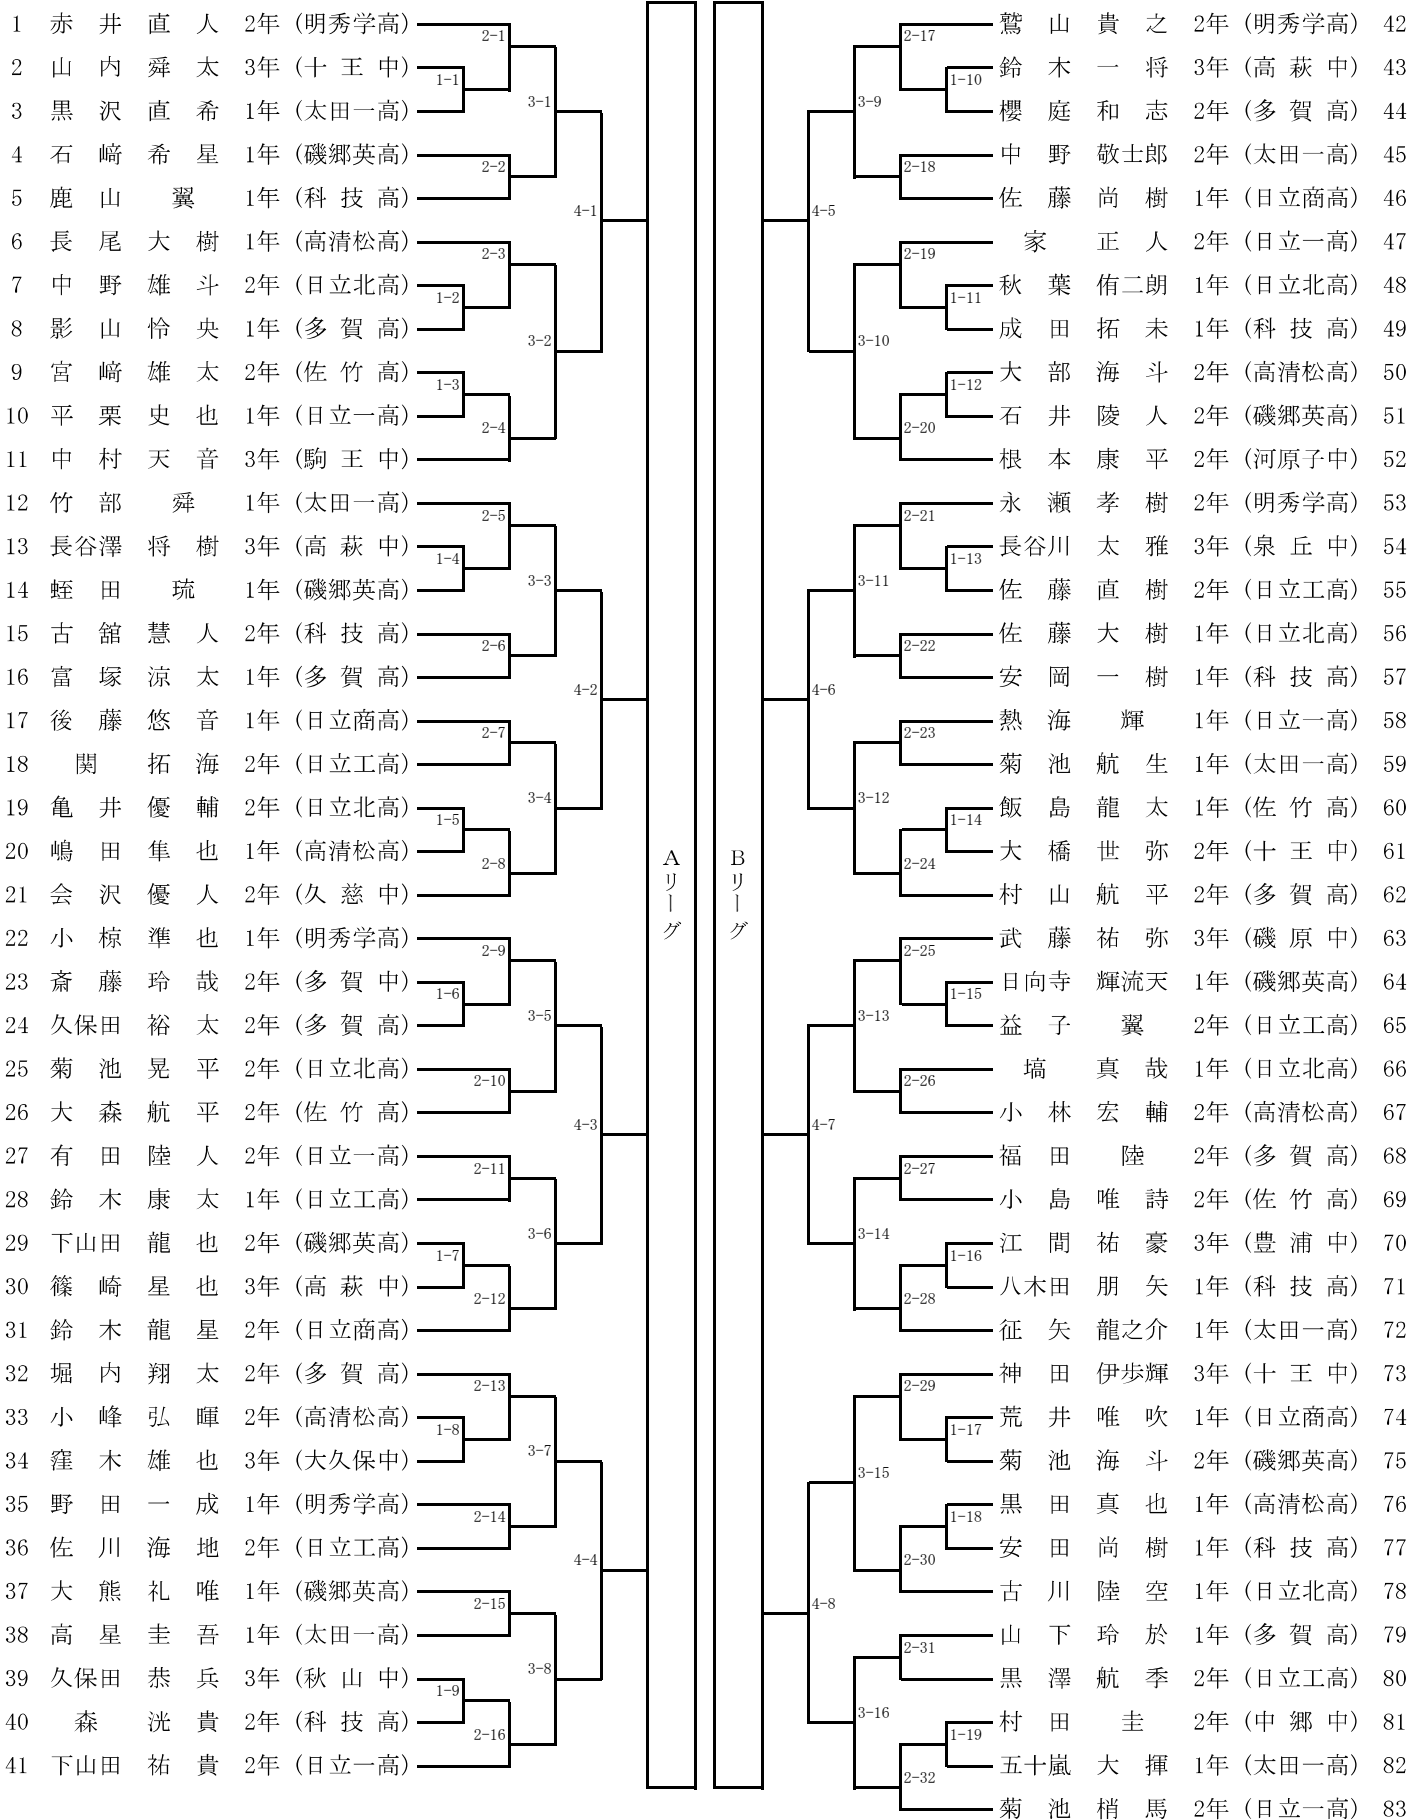 1 赤井直人 2年 (明秀学高)
2 山内舜太 3年 (十王中)
3 黒沢直希 1年 (太田一高)
4 石﨑希星 1年 (磯郷英高)
5 鹿山翼 1年 (科技高)
6 長尾大樹 1年 (高清松高)
7 中野雄斗 2年 (日立北高)
8 影山怜央 1年 (多賀高)
9 宮﨑雄太 2年 (佐竹高)
10 平栗史也 1年 (日立一高)
11 中村天音 3年 (駒王中)
12 竹部舜 1年 (太田一高)
13 長谷澤将樹 3年 (高萩中)
14 蛭田琉 1年 (磯郷英高)
15 古舘慧人 2年 (科技高)
16 富塚涼太 1年 (多賀高)
17 後藤悠音 1年 (日立商高)
18 関拓海 2年 (日立工高)
19 亀井優輔 2年 (日立北高)
20 嶋田隼也 1年 (高清松高)
21 会沢優人 2年 (久慈中)
22 小椋準也 1年 (明秀学高)
23 斎藤玲哉 2年 (多賀中)
24 久保田裕太 2年 (多賀高)
25 菊池晃平 2年 (日立北高)
26 大森航平 2年 (佐竹高)
27 有田陸人 2年 (日立一高)
28 鈴木康太 1年 (日立工高)
29 下山田龍也 2年 (磯郷英高)
30 篠崎星也 3年 (高萩中)
31 鈴木龍星 2年 (日立商高)
32 堀内翔太 2年 (多賀高)
33 小峰弘暉 2年 (高清松高)
34 窪木雄也 3年 (大久保中)
35 野田一成 1年 (明秀学高)
36 佐川海地 2年 (日立工高)
37 大熊礼唯 1年 (磯郷英高)
38 高星圭吾 1年 (太田一高)
39 久保田恭兵 3年 (秋山中)
40 森洸貴 2年 (科技高)
41 下山田祐貴 2年 (日立一高)
2-1
1-1
3-1
2-2
4-1
2-3
1-2
3-2
1-3
2-4
2-5
1-4
3-3
2-6
4-2
2-7
3-4
1-5
2-8
2-9
1-6
3-5
2-10
4-3
2-11
3-6
1-7
2-12
2-13
1-8
3-7
2-14
4-4
2-15
3-8
1-9
2-16
Aリーグ
Bリーグ
2-17
1-10
3-9
2-18
4-5
2-19
1-11
3-10
1-12
2-20
2-21
1-13
3-11
2-22
4-6
2-23
3-12
1-14
2-24
2-25
1-15
3-13
2-26
4-7
2-27
3-14
1-16
2-28
2-29
1-17
3-15
1-18
2-30
4-8
2-31
3-16
1-19
2-32
鷲山貴之 2年 (明秀学高) 42
鈴木一将 3年 (高萩中) 43
櫻庭和志 2年 (多賀高) 44
中野敬士郎 2年 (太田一高) 45
佐藤尚樹 1年 (日立商高) 46
家正人 2年 (日立一高) 47
秋葉侑二朗 1年 (日立北高) 48
成田拓未 1年 (科技高) 49
大部海斗 2年 (高清松高) 50
石井陵人 2年 (磯郷英高) 51
根本康平 2年 (河原子中) 52
永瀬孝樹 2年 (明秀学高) 53
長谷川太雅 3年 (泉丘中) 54
佐藤直樹 2年 (日立工高) 55
佐藤大樹 1年 (日立北高) 56
安岡一樹 1年 (科技高) 57
熱海輝 1年 (日立一高) 58
菊池航生 1年 (太田一高) 59
飯島龍太 1年 (佐竹高) 60
大橋世弥 2年 (十王中) 61
村山航平 2年 (多賀高) 62
武藤祐弥 3年 (磯原中) 63
日向寺輝流天 1年 (磯郷英高) 64
益子翼 2年 (日立工高) 65
塙真哉 1年 (日立北高) 66
小林宏輔 2年 (高清松高) 67
福田陸 2年 (多賀高) 68
小島唯詩 2年 (佐竹高) 69
江間祐豪 3年 (豊浦中) 70
八木田朋矢 1年 (科技高) 71
征矢龍之介 1年 (太田一高) 72
神田伊歩輝 3年 (十王中) 73
荒井唯吹 1年 (日立商高) 74
菊池海斗 2年 (磯郷英高) 75
黒田真也 1年 (高清松高) 76
安田尚樹 1年 (科技高) 77
古川陸空 1年 (日立北高) 78
山下玲於 1年 (多賀高) 79
黒澤航季 2年 (日立工高) 80
村田圭 2年 (中郷中) 81
五十嵐大揮 1年 (太田一高) 82
菊池梢馬 2年 (日立一高) 83